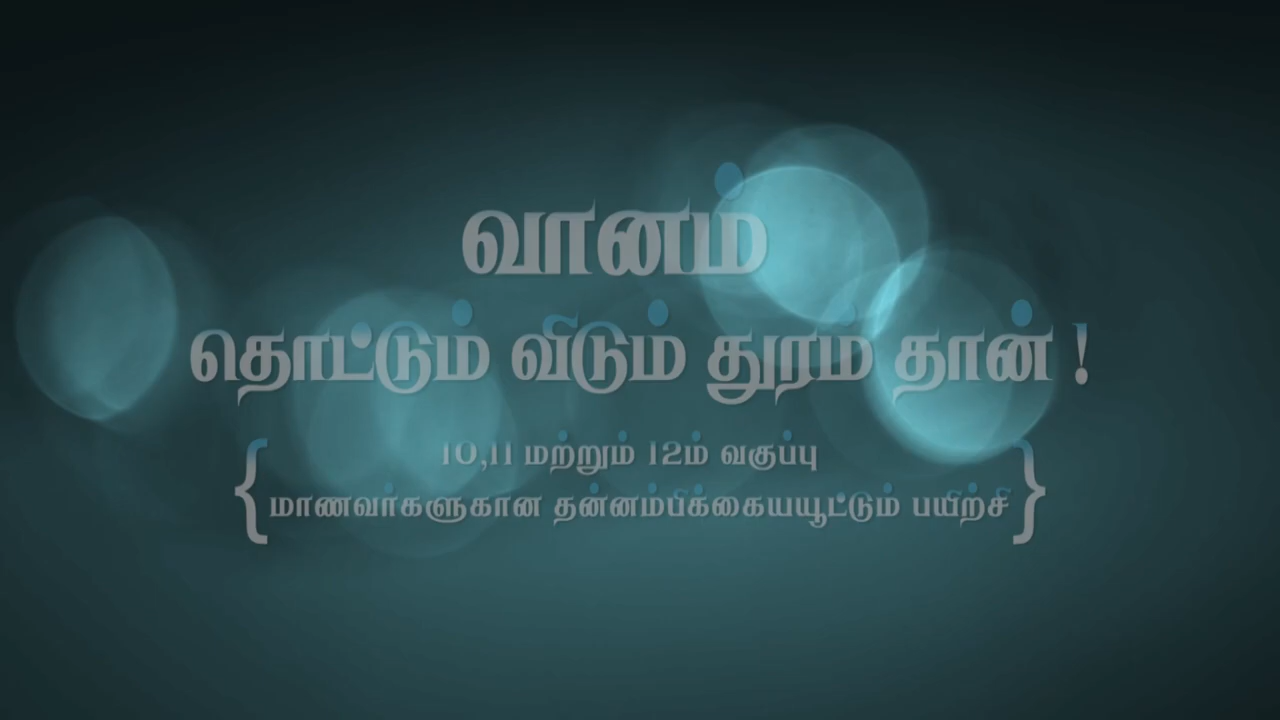 வானம்
தொட்டும் விடும் துரம் தான் !
10,11 மற்றும் 12ம் வகுப்பு
{ மாணவர்களுகான தன்னம்பிக்கையயூட்டும் பயிற்சி }